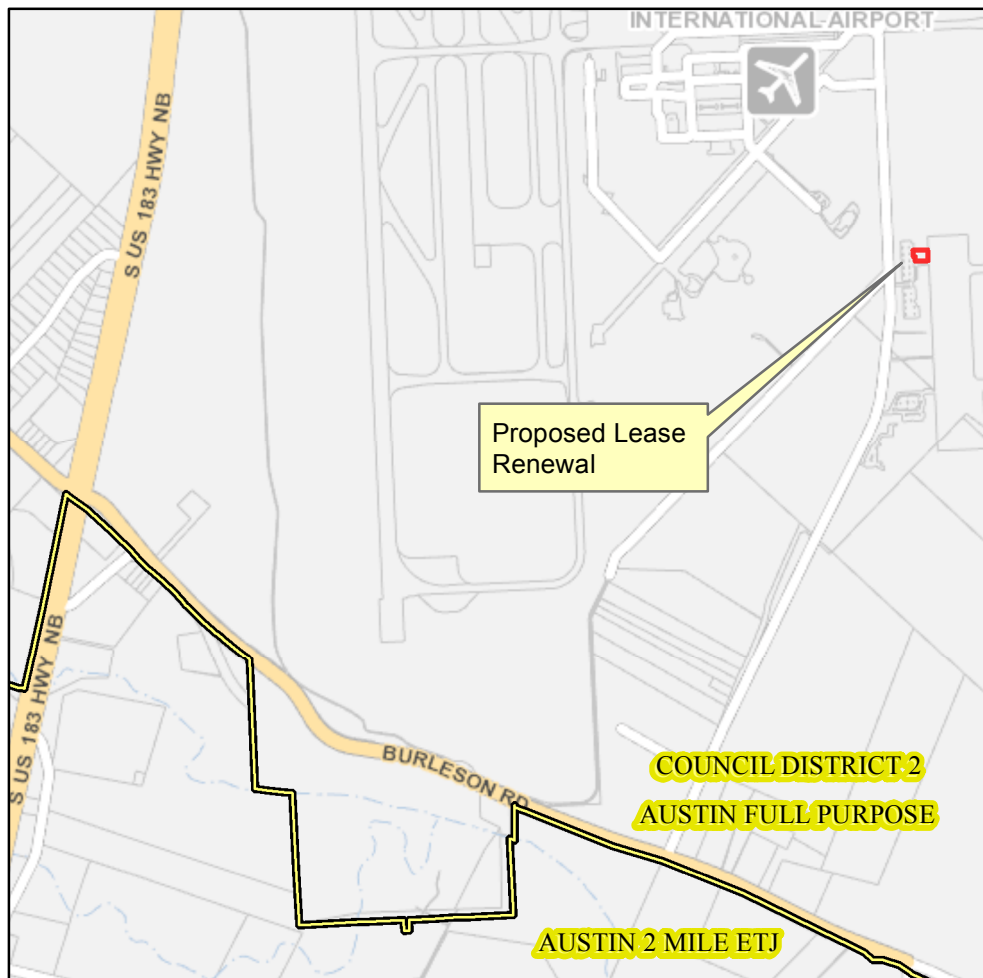 INTERNATIONAL AIRPORT
S US 183 HWY NB
Proposed Lease
Renewal
S US 183 HWY NB
BURLESON RD
COUNCIL DISTRICT 2
AUSTIN FULL PURPOSE
AUSTIN 2 MILE ETJ